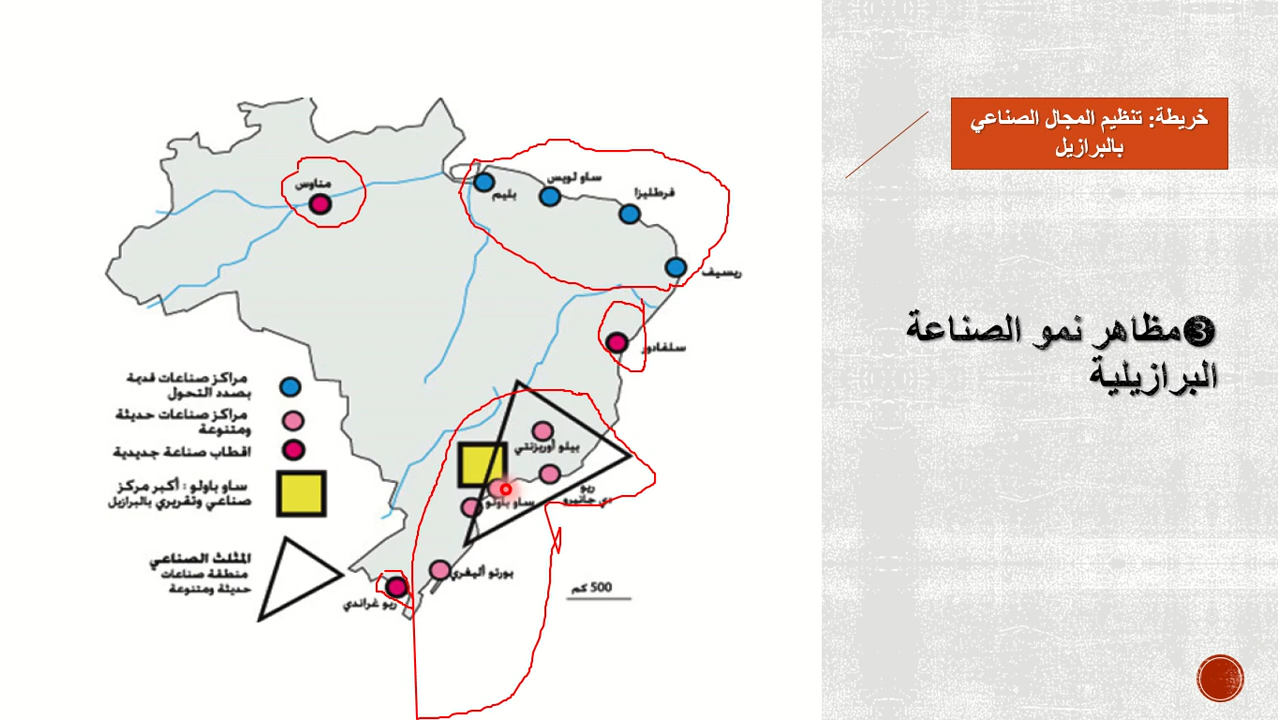 خريطة: تنظيم المجال الصناعي
بالبرازيل
❸مظاهر نمو الصناعة
البرازيلية
مناوس
بليم
ساو لويس
فرطليزا
ريسيف
سلفادور
بيلو أوريزنتي
ريو
دي جانيرو
ساو باولو
بورتو أليغري
ريو غراندي
500 كم
مراكز صناعات قديمة
بصدد التحول
مراكز صناعات حديثة
ومتنوعة
اقطاب صناعة جديدية
ساو باولو : أكبر مركز
صناعي وتقريري بالبرازيل
المثلث الصناعي
منطقة صناعات
حديثة ومتنوعة